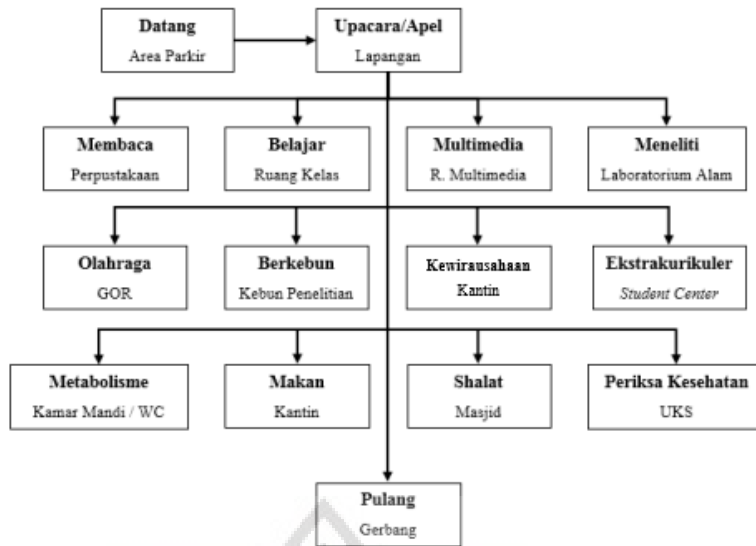 Datang
Area Parkir
Upacara/Apel
Lapangan
Membaca
Perpustakaan
Belajar
Ruang Kelas
Multimedia
R. Multimedia
Meneliti
Laboratorium Alam
Olahraga
GOR
Berkebun
Kebun Penelitian
Kewirausahaan
Kantin
Ekstrakurikuler
Student Center
Metabolisme
Kamar Mandi / WC
Makan
Kantin
Shalat
Masjid
Periksa Kesehatan
UKS
Pulang
Gerbang